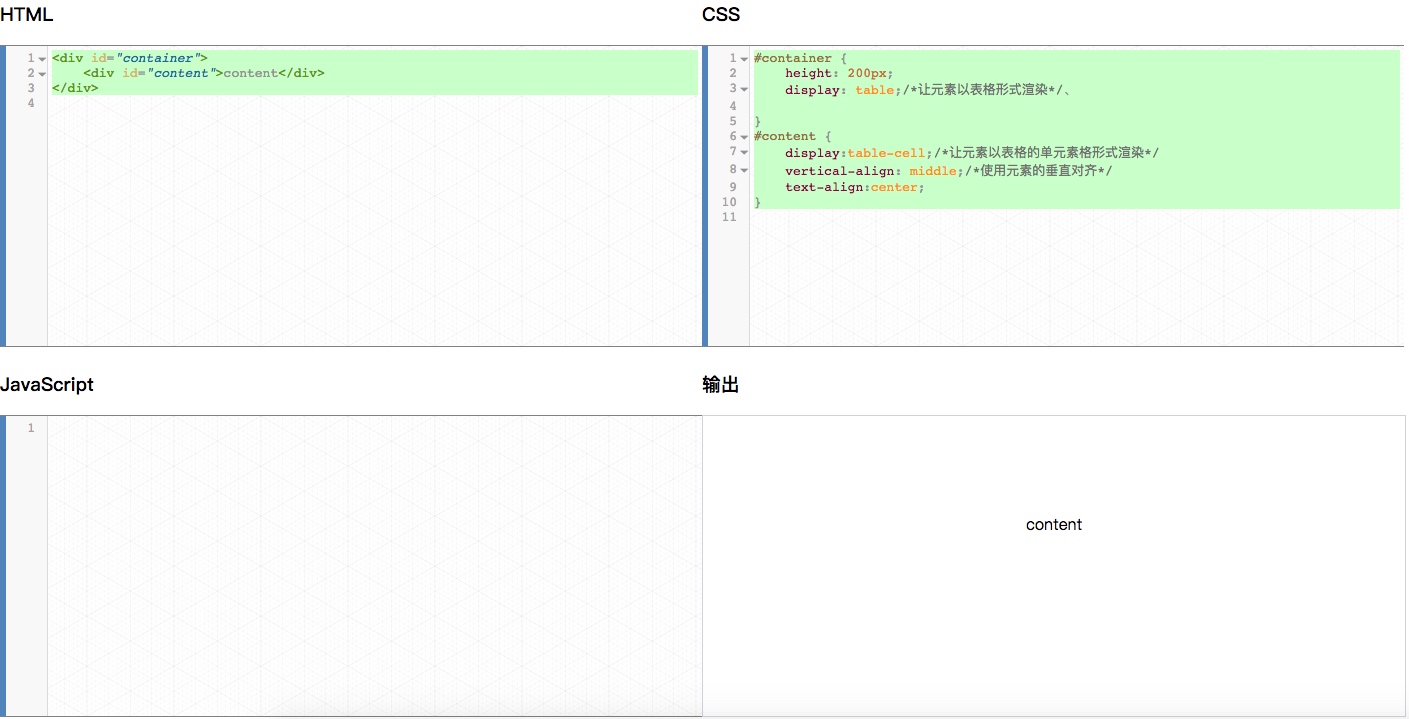 HTML
1 <div id="container">
2     <div id="content">content</div>
3 </div>
4
CSS
1 #container {
2     height: 200px;
3     display: table;/*让元素以表格形式渲染*/、
4
5 }
6 #content {
7     display:table-cell;/*让元素以表格的单元素格形式渲染*/
8     vertical-align: middle;/*使用元素的垂直对齐*/
9     text-align:center;
10 }
11
JavaScript
1
输出
content